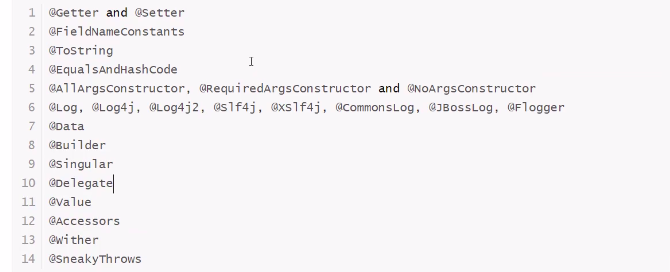 1 @Getter and @Setter
2 @FieldNameConstants
3 @ToString
4 @EqualsAndHashCode
5 @AllArgsConstructor, @RequiredArgsConstructor and @NoArgsConstructor
6 @Log, @Log4j, @Log4j2, @Slf4j, @XSlf4j, @CommonsLog, @JBossLog, @Flogger
7 @Data
8 @Builder
9 @Singular
10 @Delegate
11 @Value
12 @Accessors
13 @Wither
14 @SneakyThrows